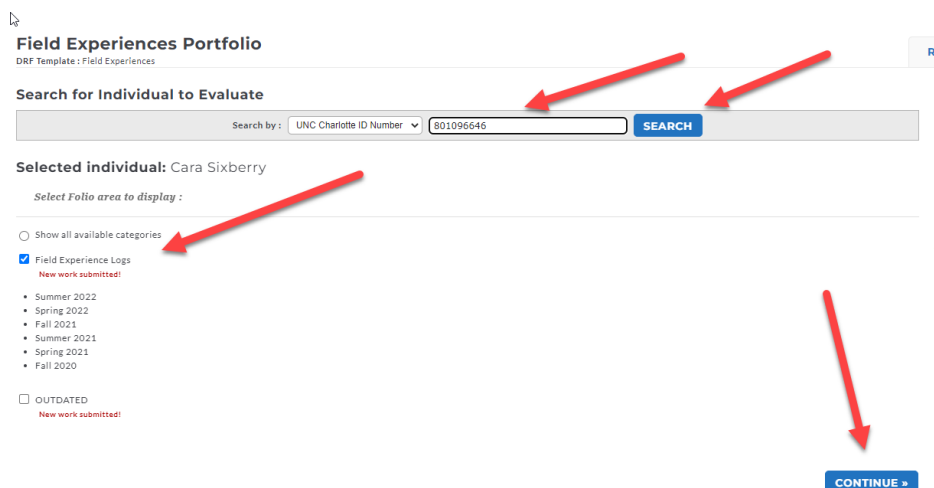 Field Experiences Portfolio
DRF Template : Field Experiences
R
Search for Individual to Evaluate
Search by : UNC Charlotte ID Number 801096646 SEARCH
Selected individual: Cara Sixberry
Select Folio area to display :
Show all available categories
Field Experience Logs
New work submitted!
Summer 2022
Spring 2022
Fall 2021
Summer 2021
Spring 2021
Fall 2020
OUTDATED
New work submitted!
CONTINUE »